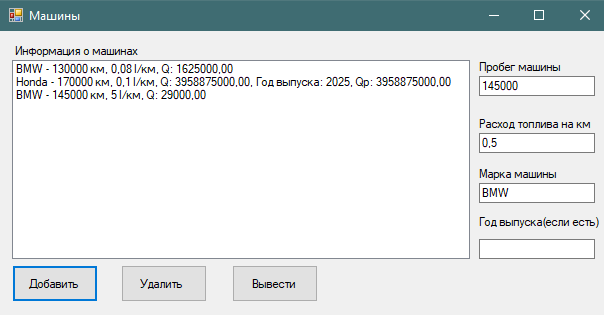 Машины
Информация о машинах
BMW - 130000 км, 0,08 l/км, Q: 1625000,00
Honda - 170000 км, 0,1 l/км, Q: 3958875000,00, Год выпуска: 2025, Qp: 3958875000,00
BMW - 145000 км, 5 l/км, Q: 29000,00
Пробег машины
145000
Расход топлива на км
0,5
Марка машины
BMW
Год выпуска(если есть)
Добавить
Удалить
Вывести